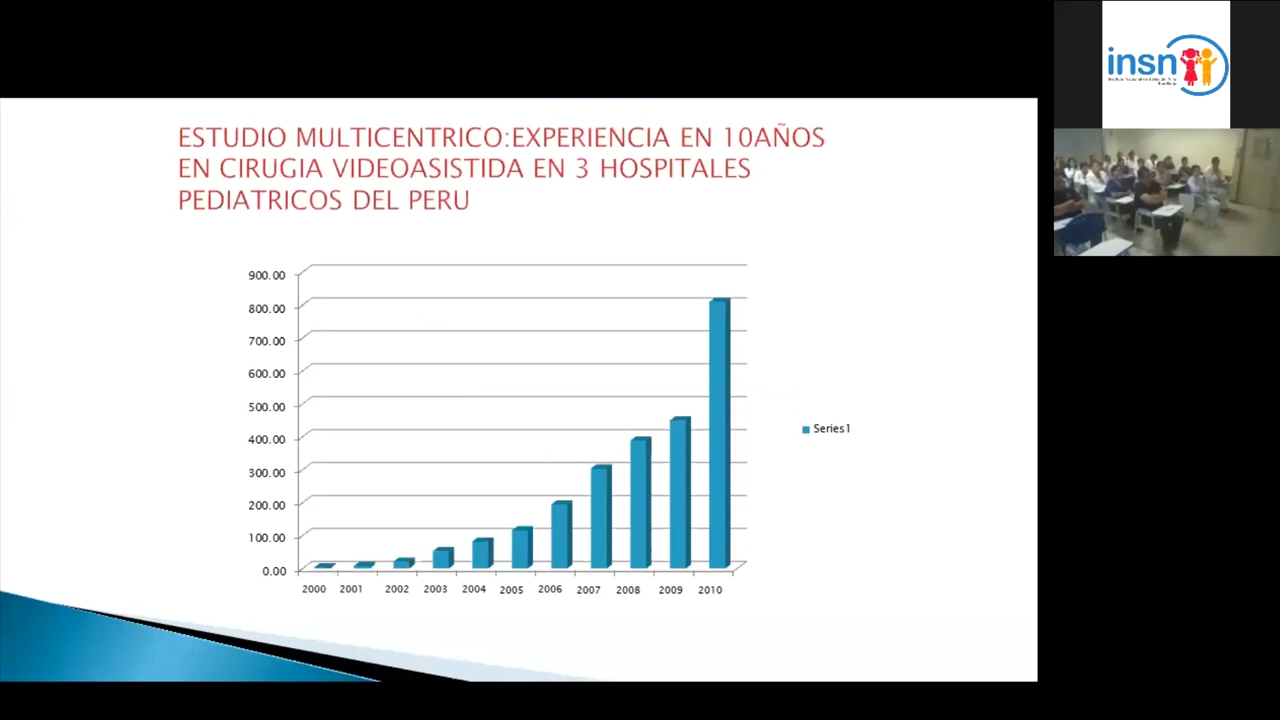 ESTUDIO MULTICENTRICO:EXPERIENCIA EN 10AÑOS
EN CIRUGIA VIDEOASISTIDA EN 3 HOSPITALES
PEDIATRICOS DEL PERU
900.00
800.00
700.00
600.00
500.00
400.00
300.00
200.00
100.00
0.00
2000 2001 2002 2003 2004 2005 2006 2007 2008 2009 2010
Series1
insn